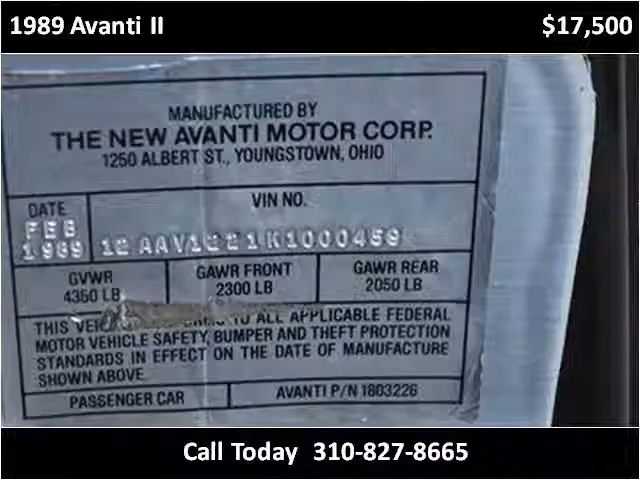 1989 Avanti II $17,500
MANUFACTURED BY
THE NEW AVANTI MOTOR CORP.
1250 ALBERT ST., YOUNGSTOWN, OHIO
DATE VIN NO.
FEB
1989 12AAV1221K1000459
GVWR GAWR FRONT GAWR REAR
4350 LB 2300 LB 2050 LB
THIS TO ALL APPLICABLE FEDERAL
MOTOR VEHICLE SAFETY, BUMPER AND THEFT PROTECTION
STANDARDS IN EFFECT ON THE DATE OF MANUFACTURE
SHOWN ABOVE.
PASSENGER CAR AVANTI P/N 1803226
Call Today 310-827-8665